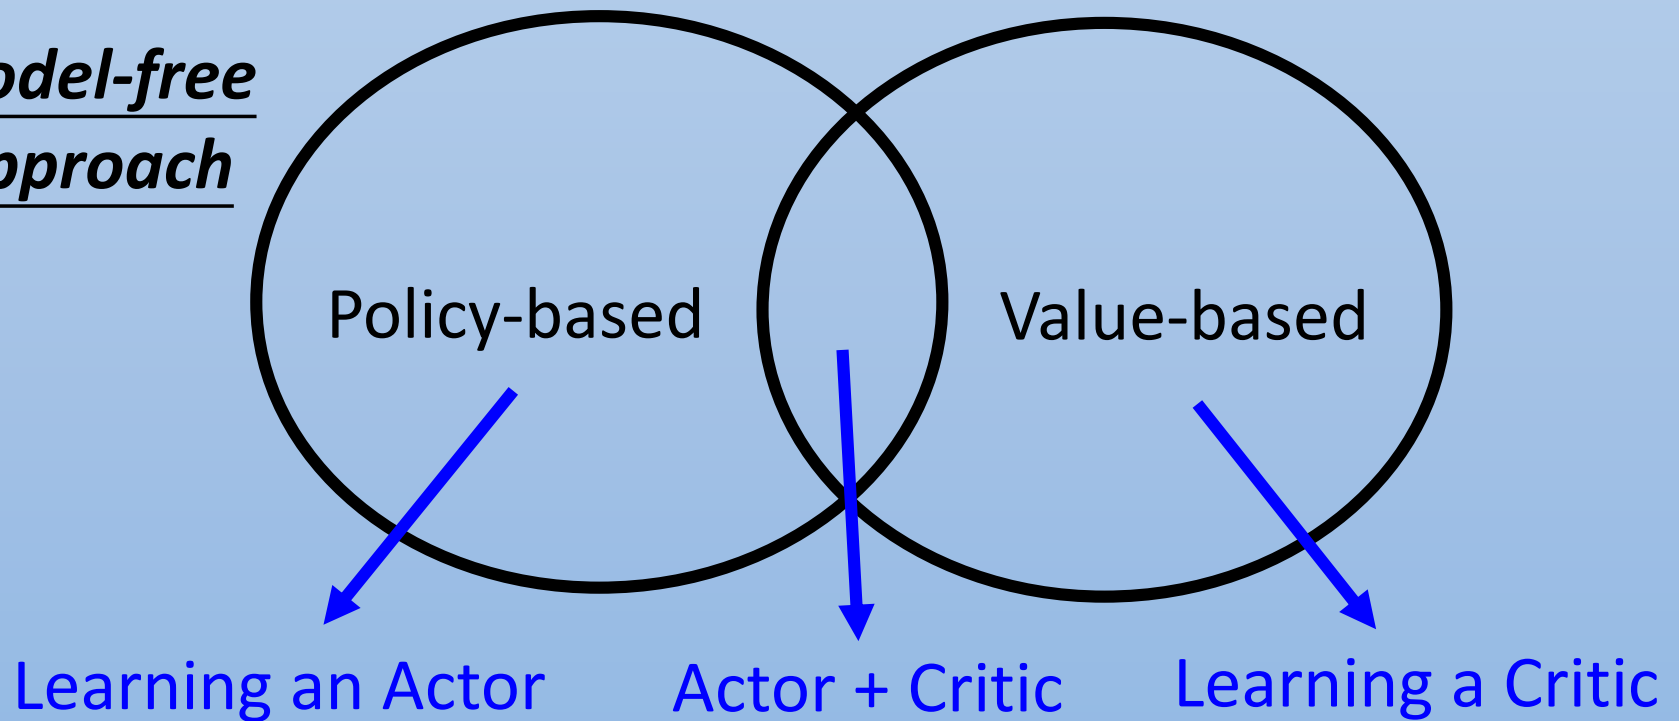 odel-free
pproach
Policy-based
Value-based
Learning an Actor
Actor + Critic
Learning a Critic